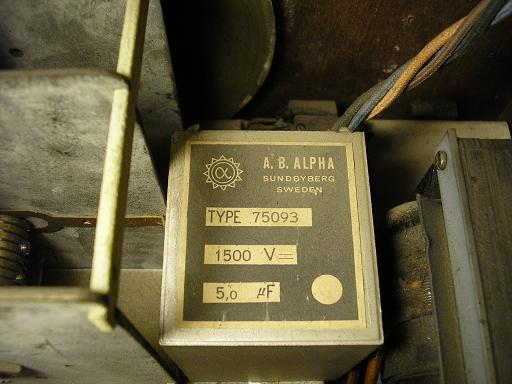 α
A. B. ALPHA
SUNDBYBERG
SWEDEN
TYPE 75093
1500 V⎓
5,0 µF